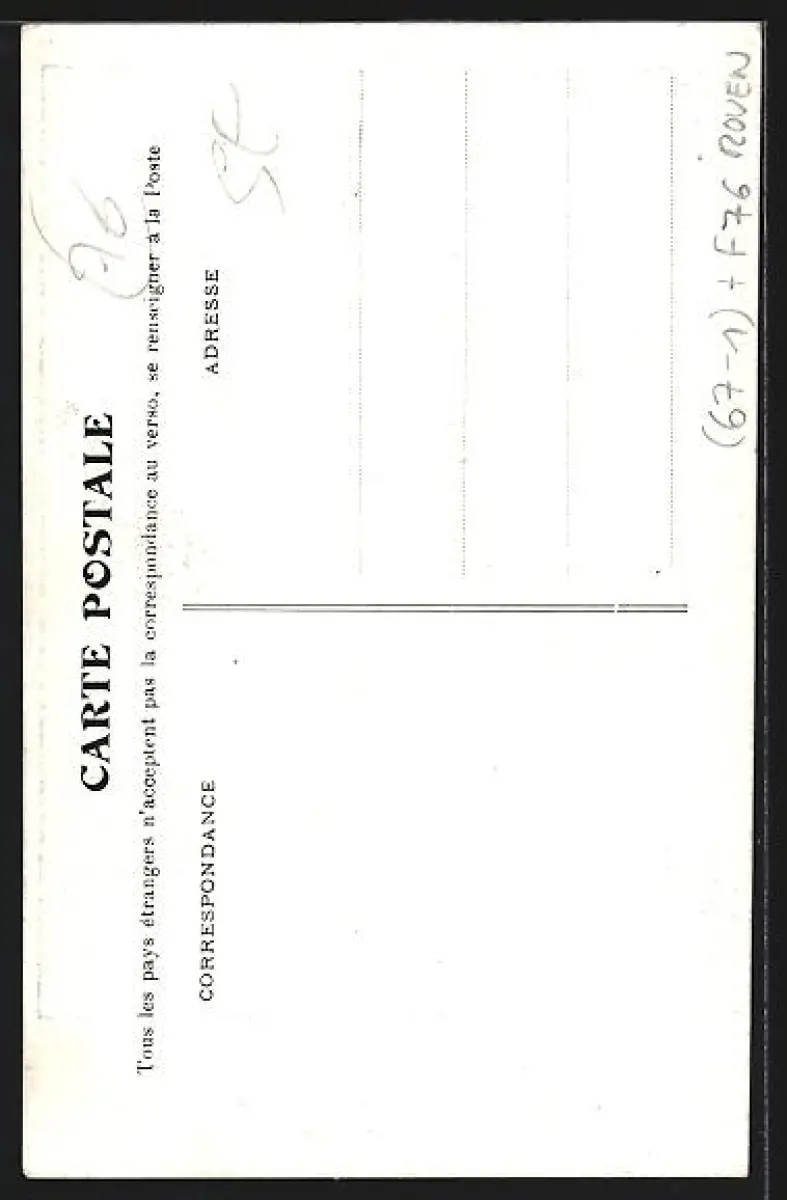 76
CARTE POSTALE
Tous les pays étrangers n'acceptent pas la correspondance au verso, se renseigner à la Poste
CORRESPONDANCE
ADRESSE
(67-1) + F76 ROUEN